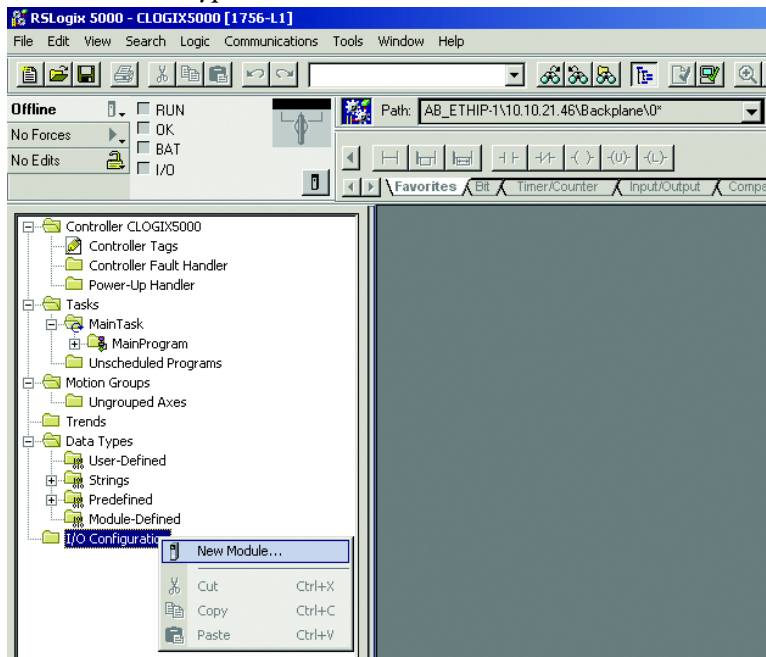 RSLogix 5000 - CLOGIX5000 [1756-L1]
File Edit View Search Logic Communications Tools Window Help
Offline
RUN
Path: AB_ETHIP-1\10.10.21.46\Backplane\0*
No Forces
OK
No Edits
BAT
I/O
Favorites Bit Timer/Counter Input/Output
Controller CLOGIX5000
Controller Tags
Controller Fault Handler
Power-Up Handler
Tasks
MainTask
MainProgram
Unscheduled Programs
Motion Groups
Ungrouped Axes
Trends
Data Types
User-Defined
Strings
Predefined
Module-Defined
I/O Configuratio
New Module...
Cut Ctrl+X
Copy Ctrl+C
Paste Ctrl+V